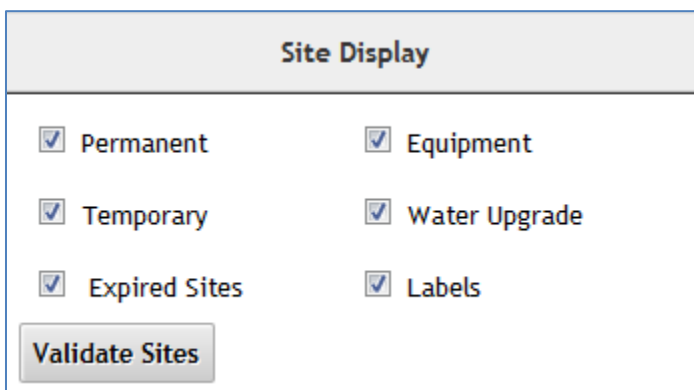 Site Display
Permanent
Equipment
Temporary
Water Upgrade
Expired Sites
Labels
Validate Sites